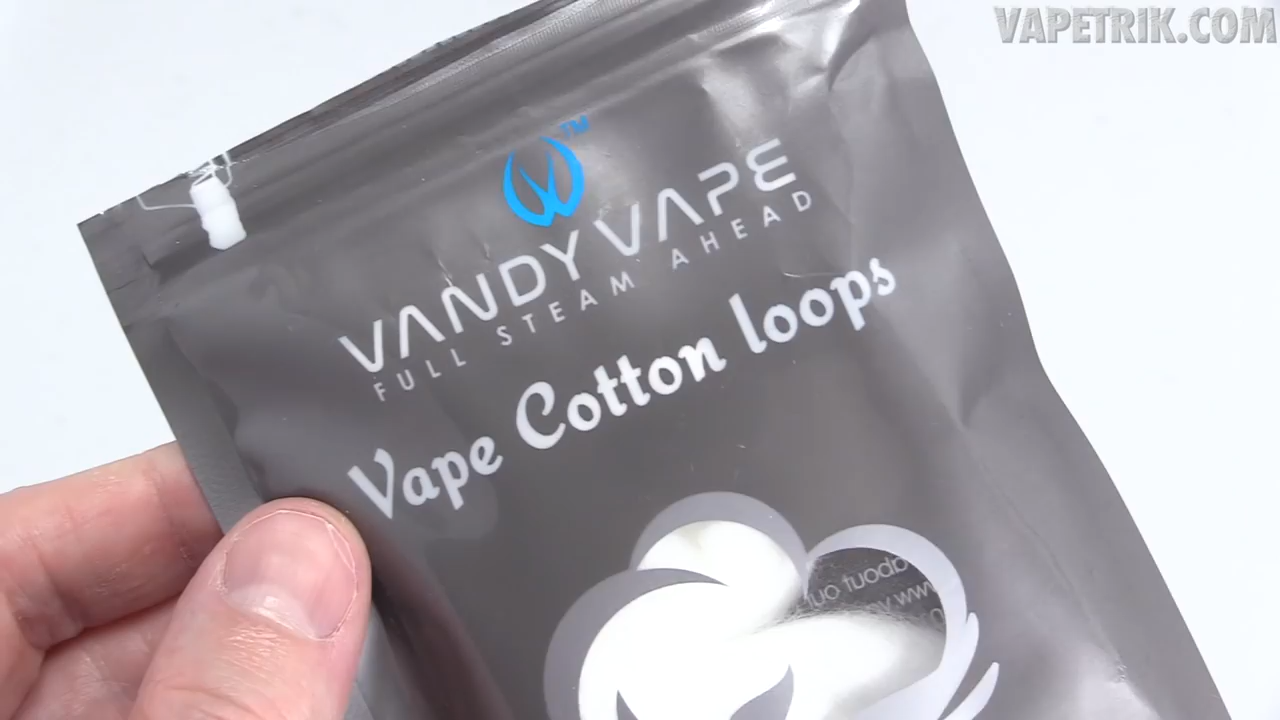 VAPETRIK.COM
TM
VANDY VAPE
FULL STEAM AHEAD
Vape Cotton loops